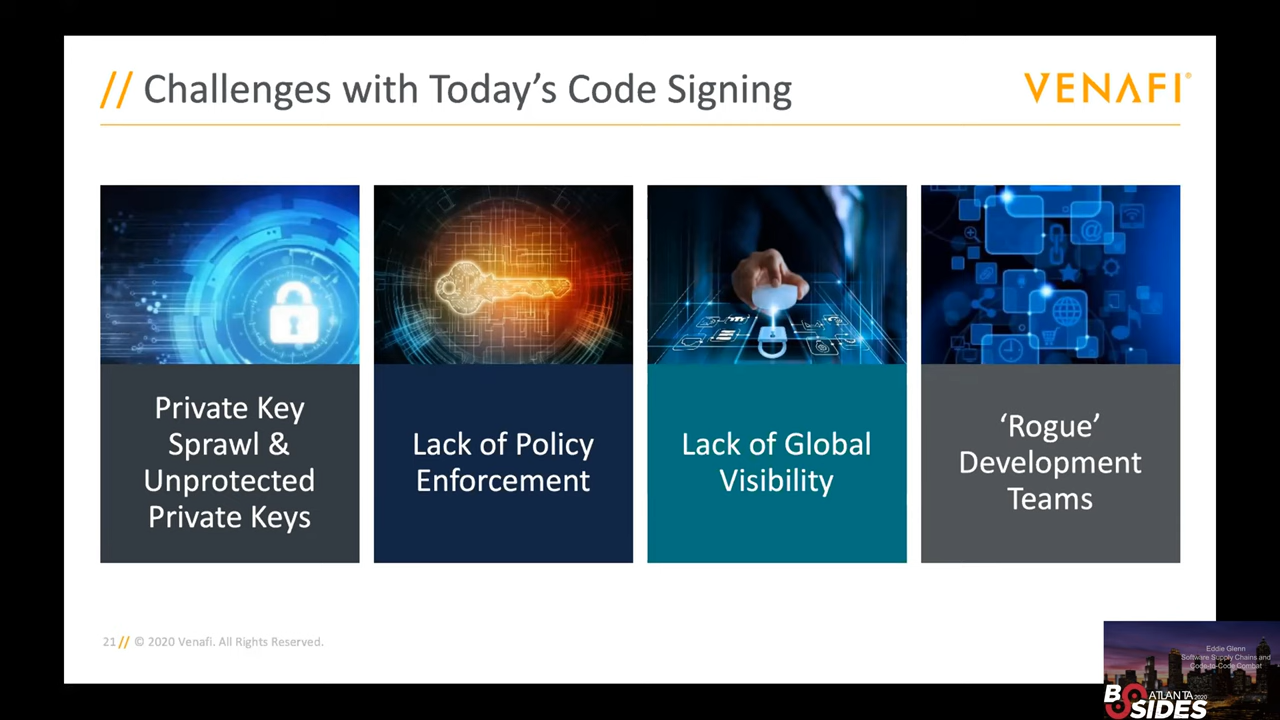 // Challenges with Today's Code Signing
VENAFI®
Private Key
Sprawl &
Unprotected
Private Keys
Lack of Policy
Enforcement
Lack of Global
Visibility
‘Rogue’
Development
Teams
21 // © 2020 Venafi. All Rights Reserved.
Eddie Glenn
Software Supply Chains and
Code-to-Code Combat
BSIDES
ATLANTA 2020